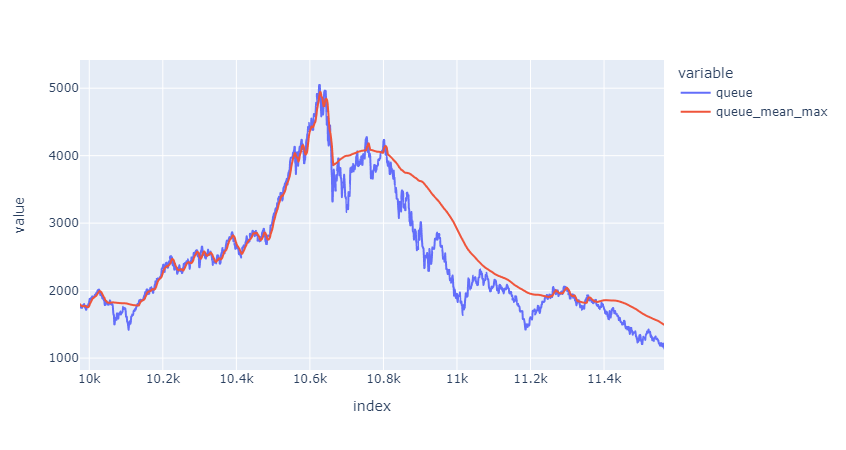 variable
queue
queue_mean_max
value
5000
4000
3000
2000
1000
10k
10.2k
10.4k
10.6k
10.8k
11k
11.2k
11.4k
index